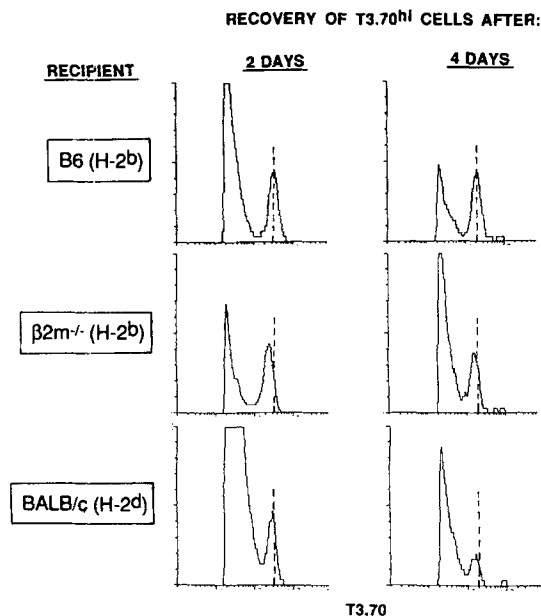 RECOVERY OF T3.70hi CELLS AFTER:
RECIPIENT
2 DAYS
4 DAYS
B6 (H-2b)
β2m-/- (H-2b)
BALB/c (H-2d)
T3.70